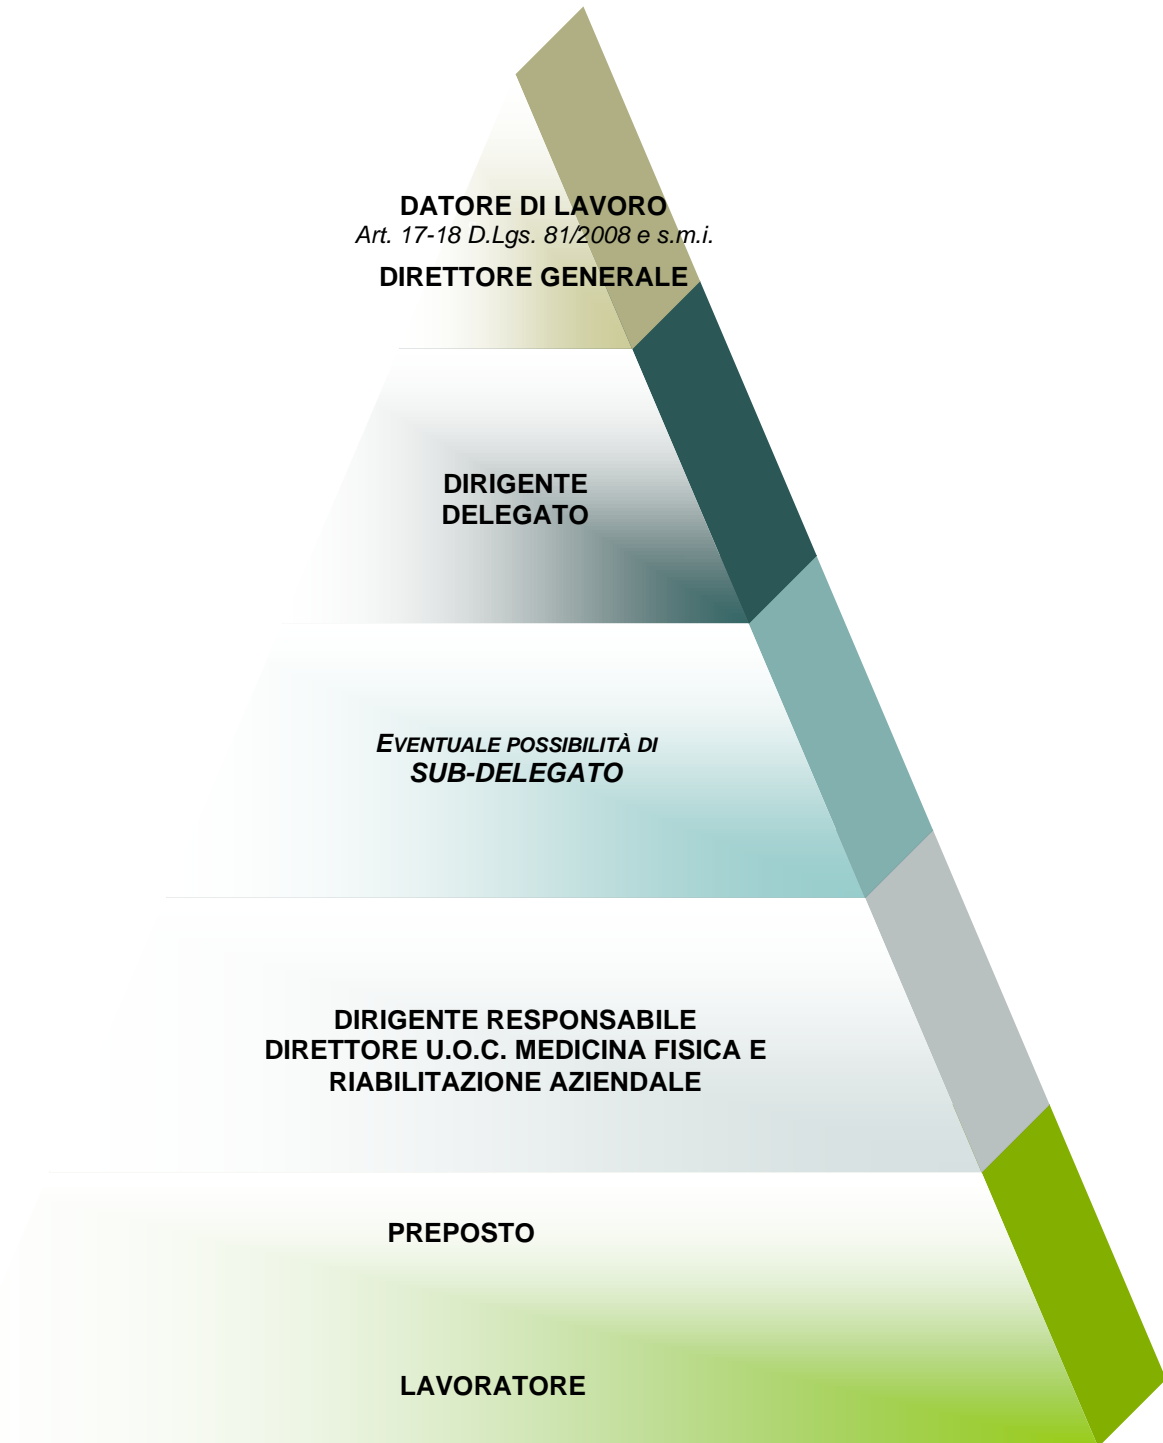 DATORE DI LAVORO
Art. 17-18 D.Lgs. 81/2008 e s.m.i.
DIRETTORE GENERALE
DIRIGENTE
DELEGATO
EVENTUALE POSSIBILITÀ DI
SUB-DELEGATO
DIRIGENTE RESPONSABILE
DIRETTORE U.O.C. MEDICINA FISICA E
RIABILITAZIONE AZIENDALE
PREPOSTO
LAVORATORE